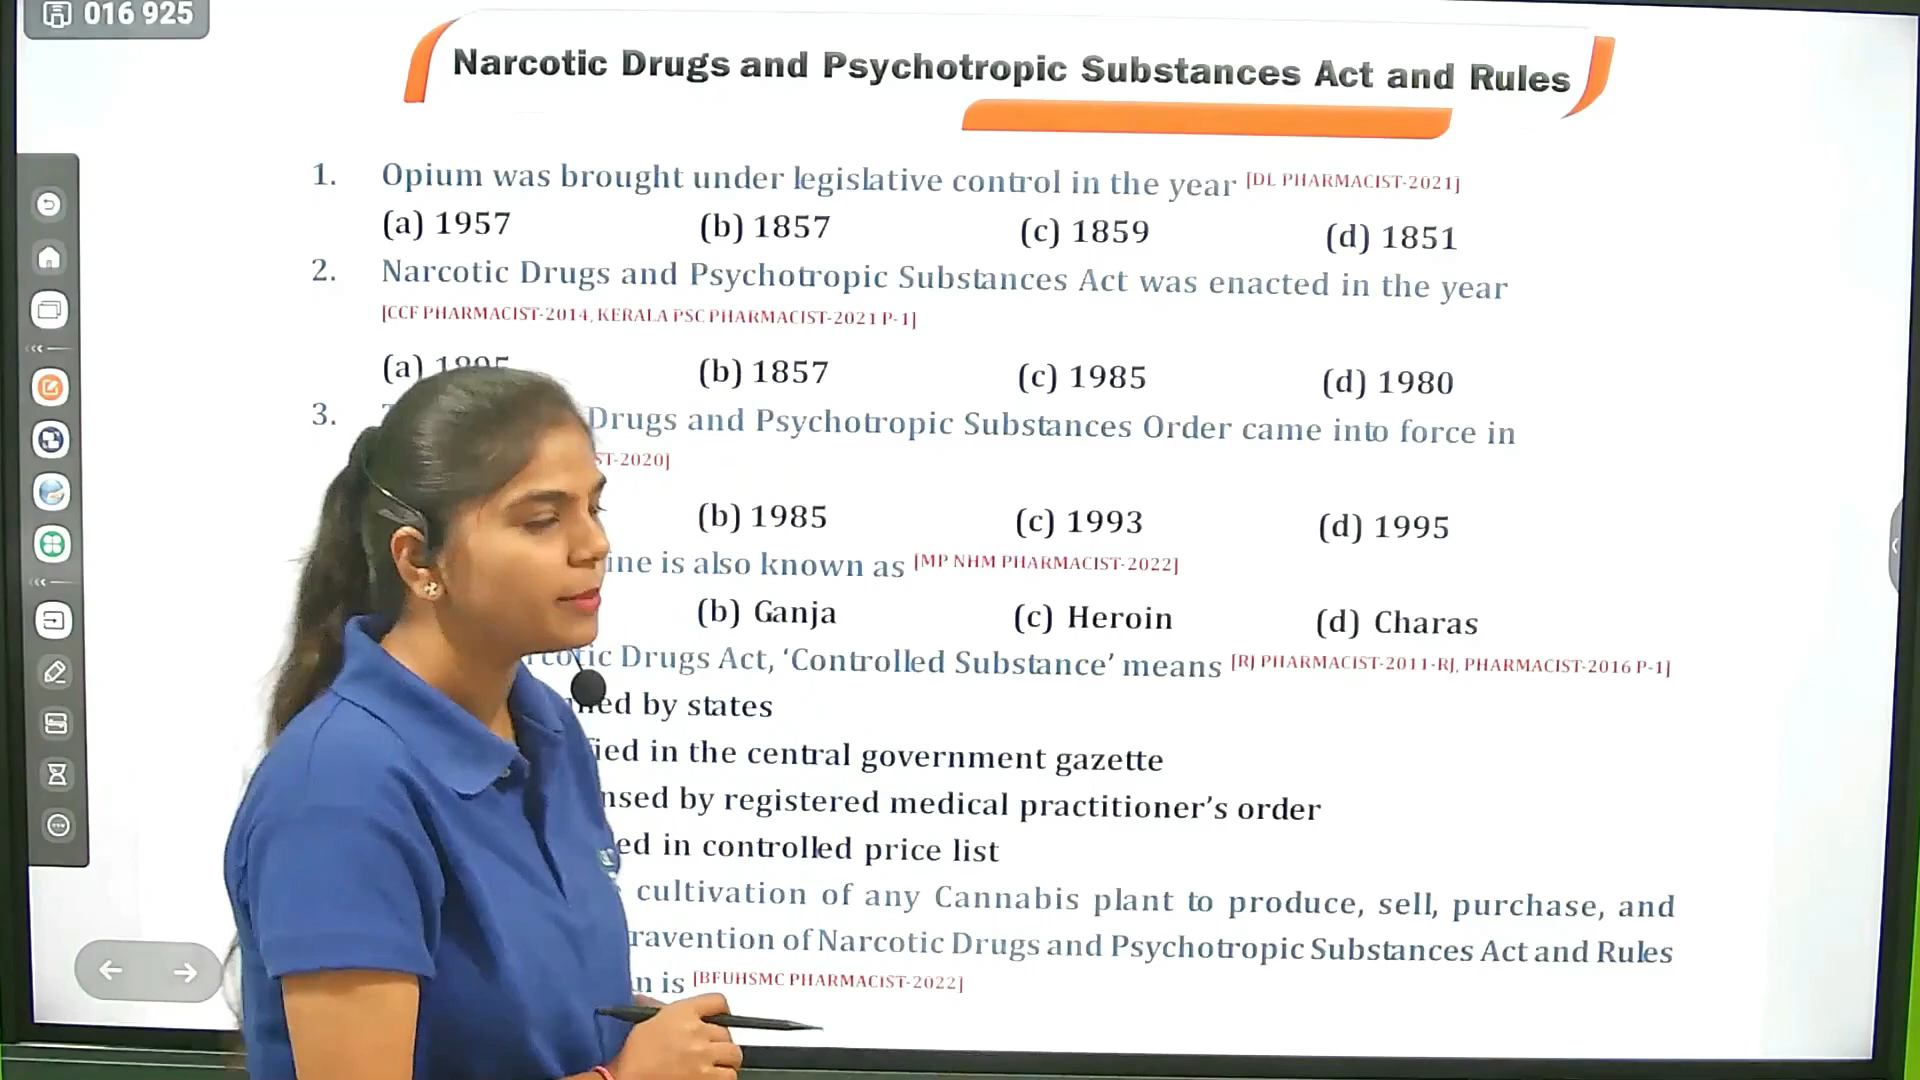 016 925
Narcotic Drugs and Psychotropic Substances Act and Rules
1. Opium was brought under legislative control in the year [DL PHARMACIST-2021]
(a) 1957 (b) 1857 (c) 1859 (d) 1851
2. Narcotic Drugs and Psychotropic Substances Act was enacted in the year
[CCF PHARMACIST-2014, KERALA PSC PHARMACIST-2021 P-1]
(a) (b) 1857 (c) 1985 (d) 1980
3. Drugs and Psychotropic Substances Order came into force in
ST-2020]
(b) 1985 (c) 1993 (d) 1995
ine is also known as [MP NHM PHARMACIST-2022]
(b) Ganja (c) Heroin (d) Charas
cotic Drugs Act, ‘Controlled Substance’ means [RJ PHARMACIST-2011-RJ, PHARMACIST-2016 P-1]
ed by states
ied in the central government gazette
nsed by registered medical practitioner’s order
ed in controlled price list
cultivation of any Cannabis plant to produce, sell, purchase, and
ravention of Narcotic Drugs and Psychotropic Substances Act and Rules
n is [BFUHSMC PHARMACIST-2022]